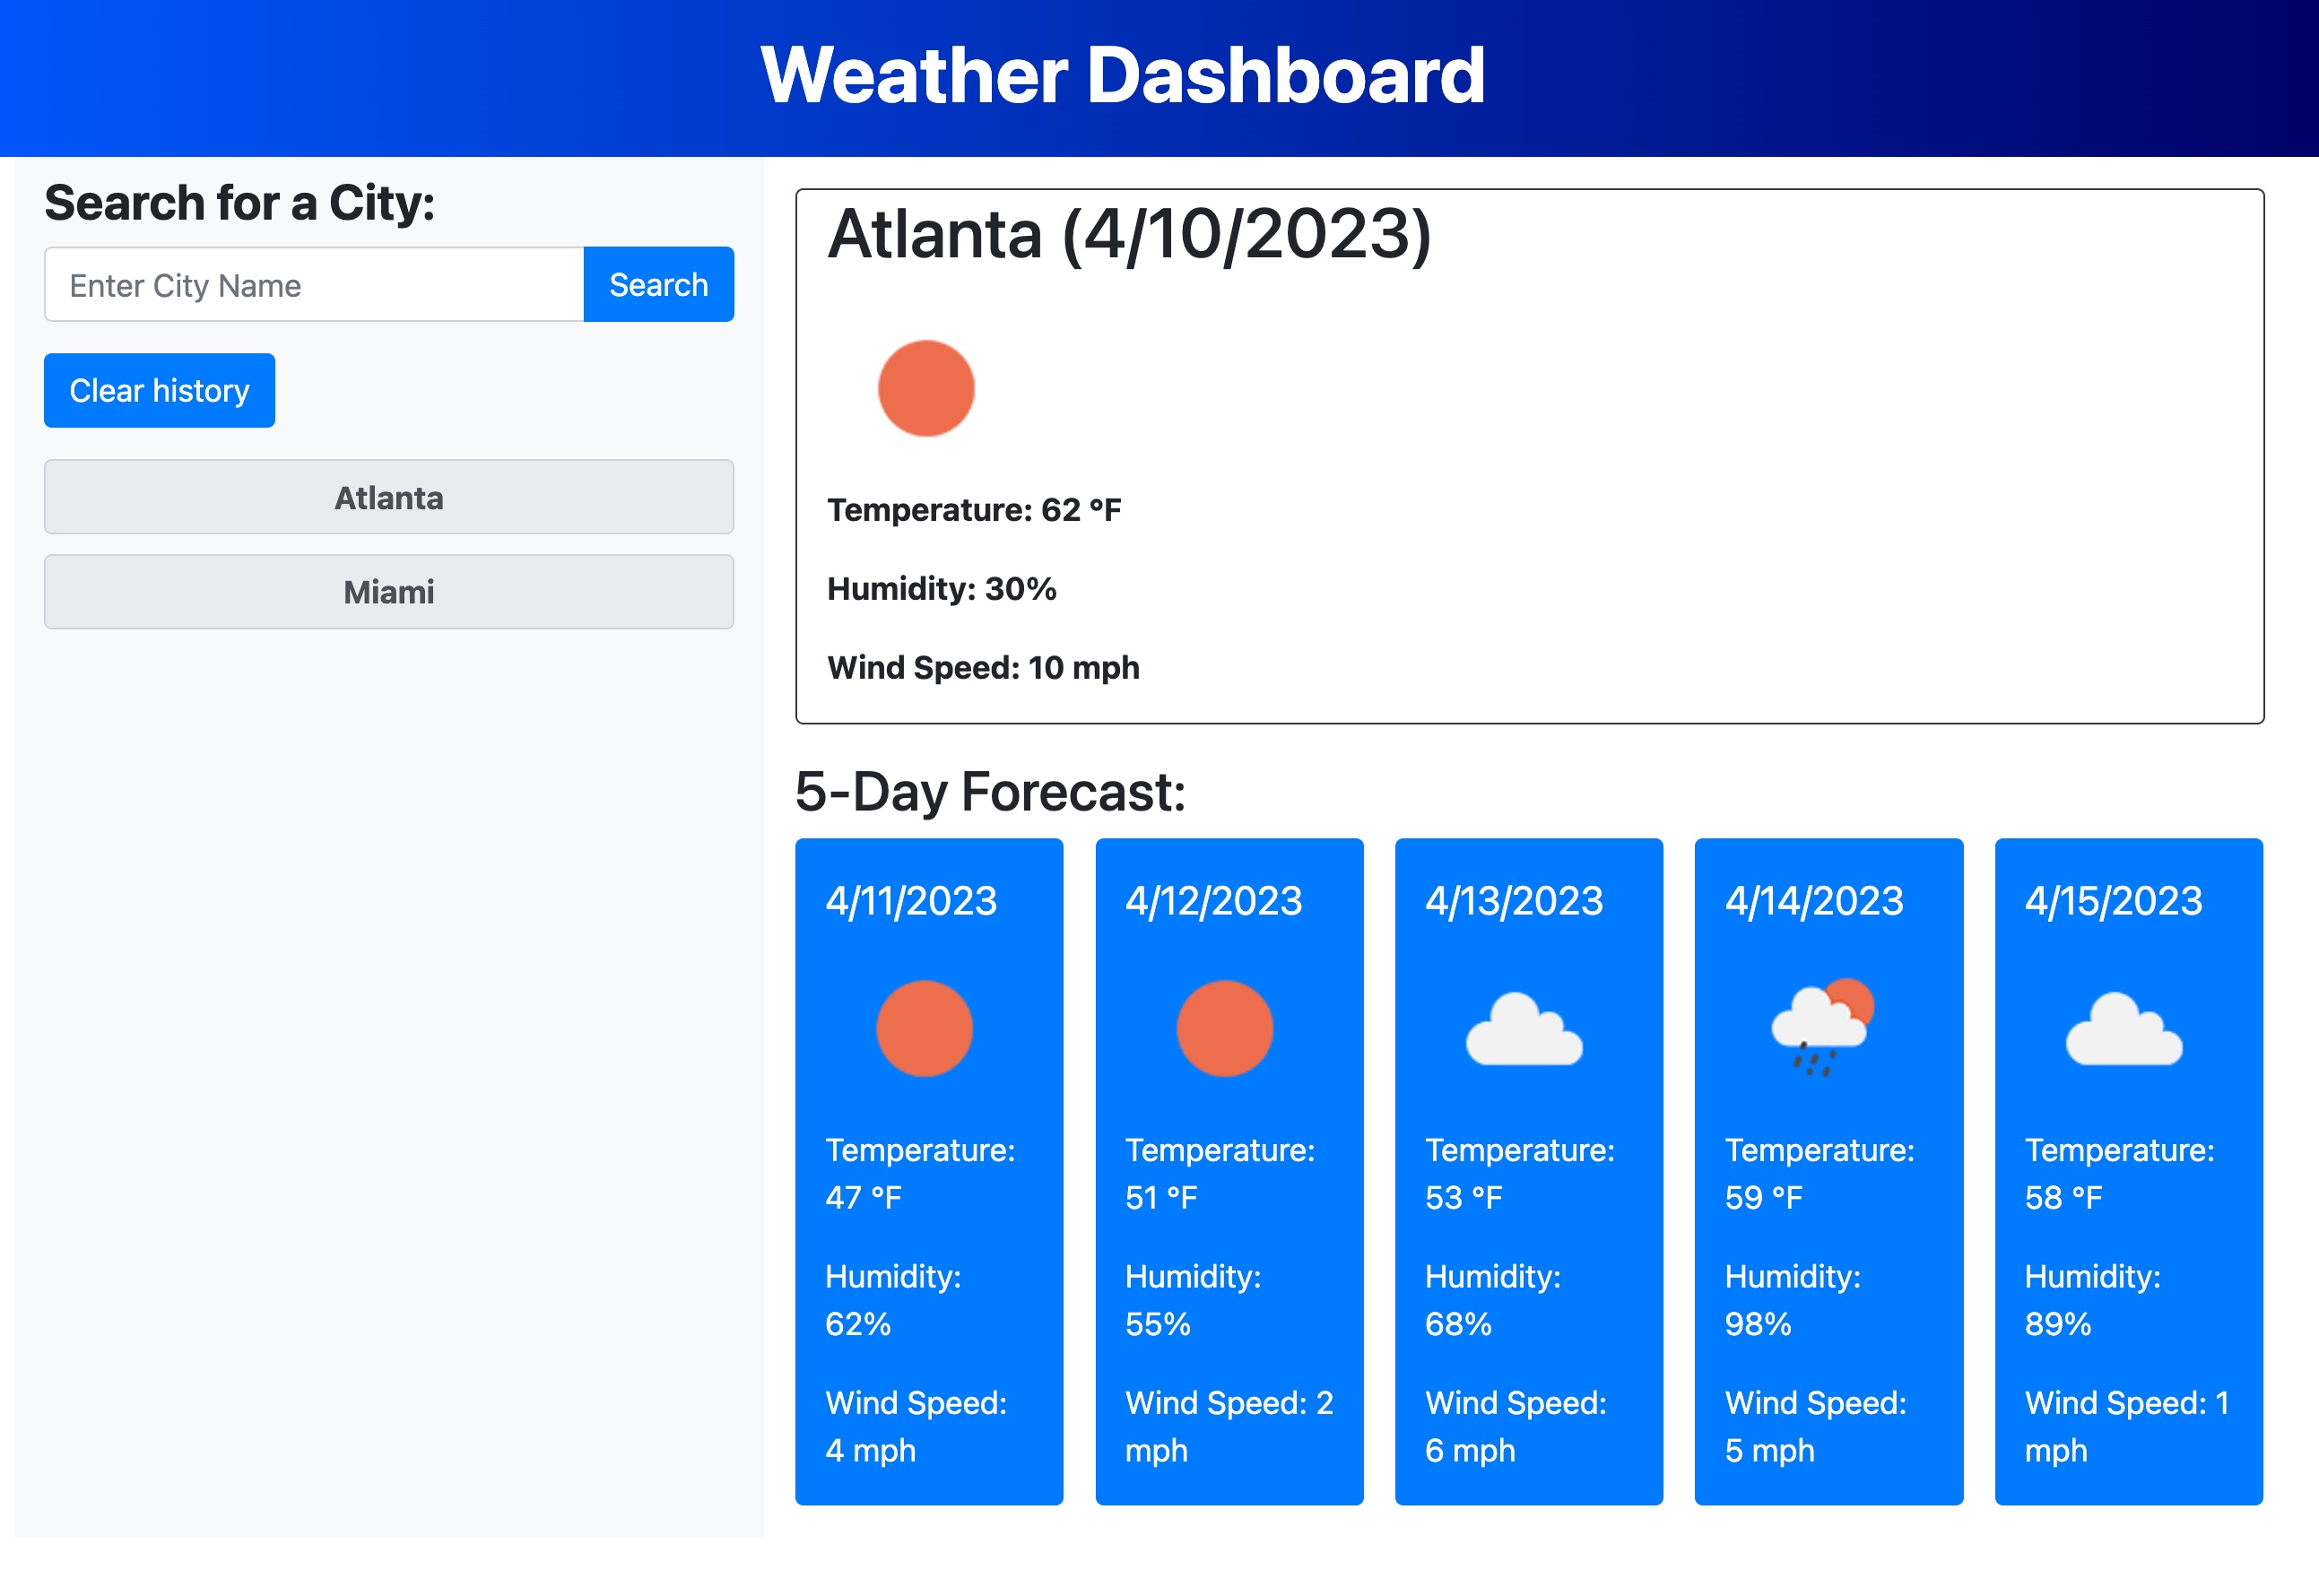 Weather Dashboard
Search for a City:
Enter City Name
Search
Clear history
Atlanta
Miami
Atlanta (4/10/2023)
Temperature: 62 °F
Humidity: 30%
Wind Speed: 10 mph
5-Day Forecast:
4/11/2023
Temperature:
47 °F
Humidity:
62%
Wind Speed:
4 mph
4/12/2023
Temperature:
51 °F
Humidity:
55%
Wind Speed: 2
mph
4/13/2023
Temperature:
53 °F
Humidity:
68%
Wind Speed:
6 mph
4/14/2023
Temperature:
59 °F
Humidity:
98%
Wind Speed:
5 mph
4/15/2023
Temperature:
58 °F
Humidity:
89%
Wind Speed: 1
mph